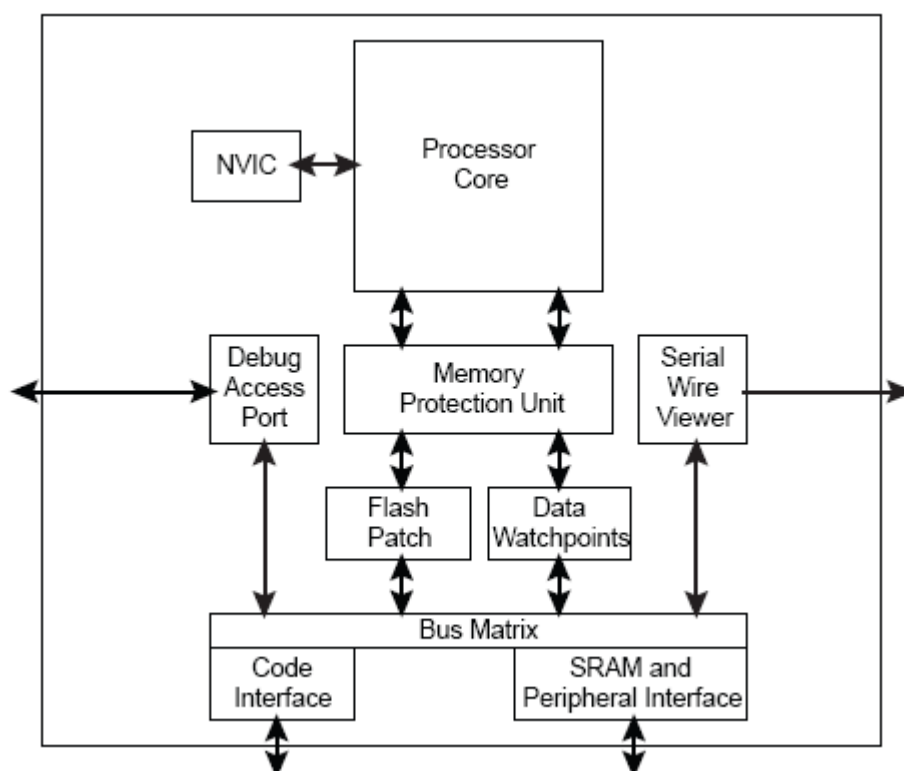 Processor
Core
NVIC
Debug
Access
Port
Memory
Protection Unit
Serial
Wire
Viewer
Flash
Patch
Data
Watchpoints
Bus Matrix
Code
Interface
SRAM and
Peripheral Interface